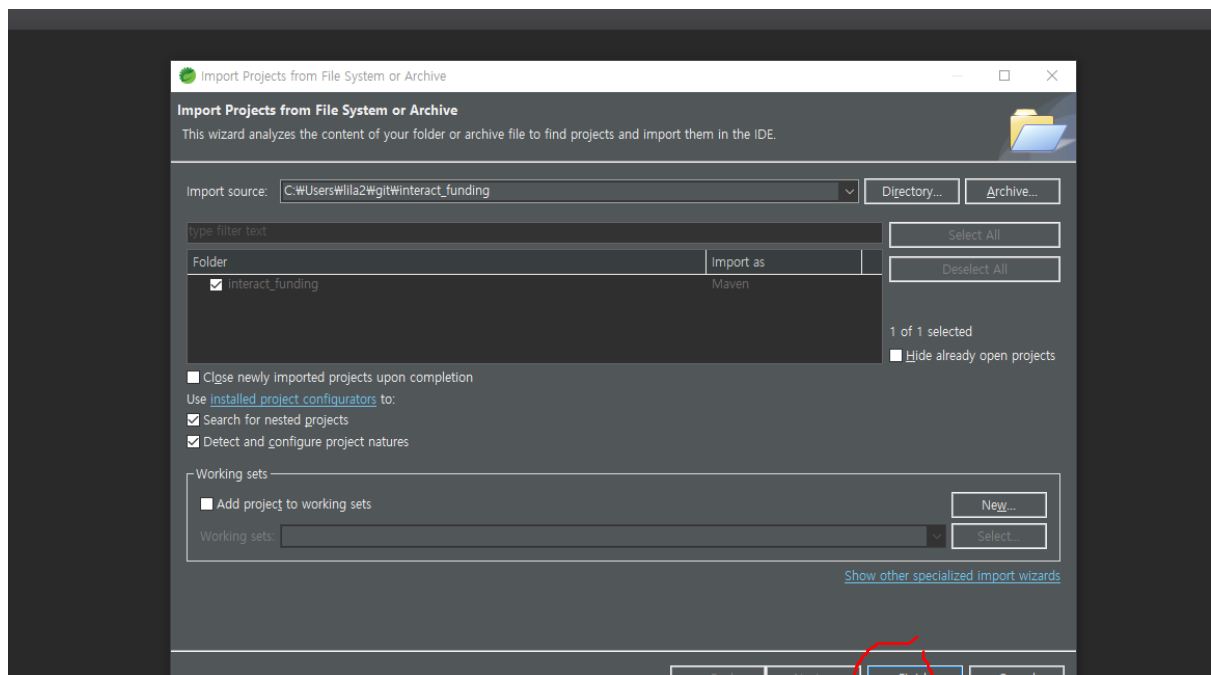 Import Projects from File System or Archive
Import Projects from File System or Archive
This wizard analyzes the content of your folder or archive file to find projects and import them in the IDE.
Import source: C:₩Users₩lila2₩git₩interact_funding Directory... Archive...
type filter text Select All
Folder Import as Deselect All
interact_funding Maven
1 of 1 selected
Hide already open projects
Close newly imported projects upon completion
Use installed project configurators to:
Search for nested projects
Detect and configure project natures
Working sets
Add project to working sets New...
Working sets: Select...
Show other specialized import wizards